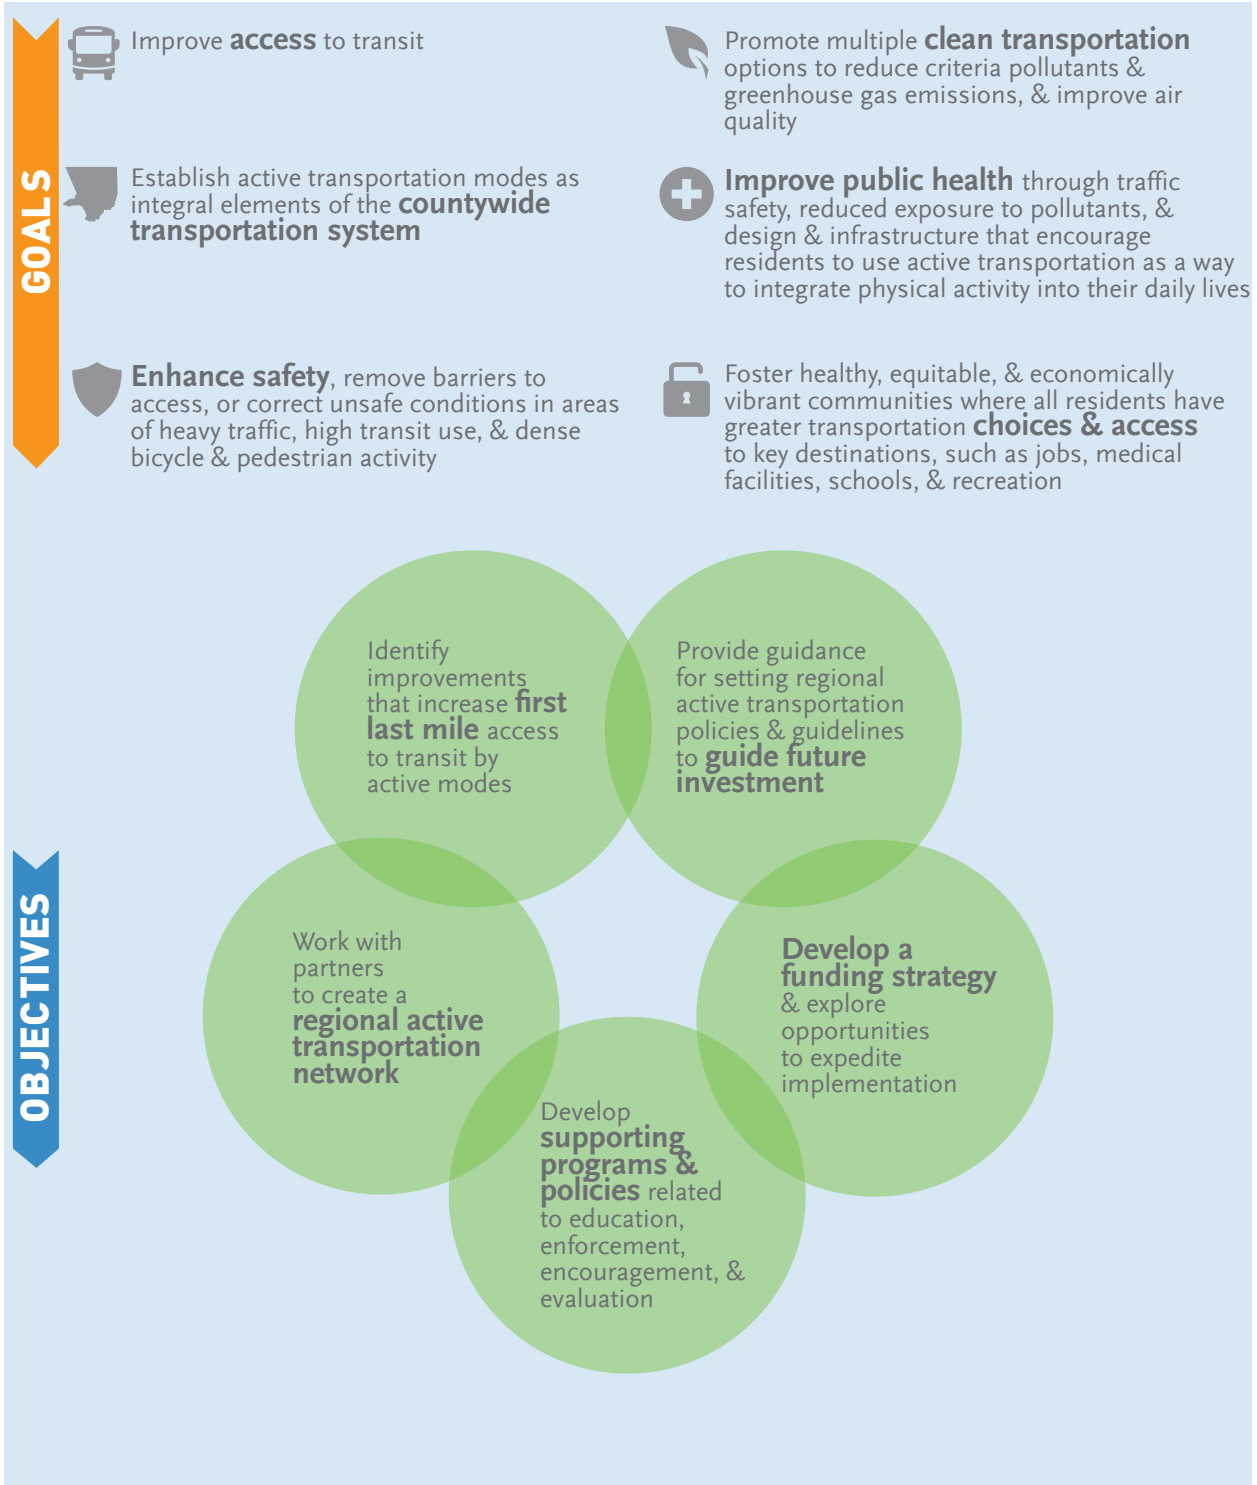 GOALS
Improve access to transit
Establish active transportation modes as
integral elements of the countywide
transportation system
Enhance safety, remove barriers to
access, or correct unsafe conditions in areas
of heavy traffic, high transit use, & dense
bicycle & pedestrian activity
Promote multiple clean transportation
options to reduce criteria pollutants &
greenhouse gas emissions, & improve air
quality
Improve public health through traffic
safety, reduced exposure to pollutants, &
design & infrastructure that encourage
residents to use active transportation as a way
to integrate physical activity into their daily lives
Foster healthy, equitable, & economically
vibrant communities where all residents have
greater transportation choices & access
to key destinations, such as jobs, medical
facilities, schools, & recreation
OBJECTIVES
Identify
improvements
that increase first
last mile access
to transit by
active modes
Provide guidance
for setting regional
active transportation
policies & guidelines
to guide future
investment
Work with
partners
to create a
regional active
transportation
network
Develop a
funding strategy
& explore
opportunities
to expedite
implementation
Develop
supporting
programs &
policies related
to education,
enforcement,
encouragement, &
evaluation